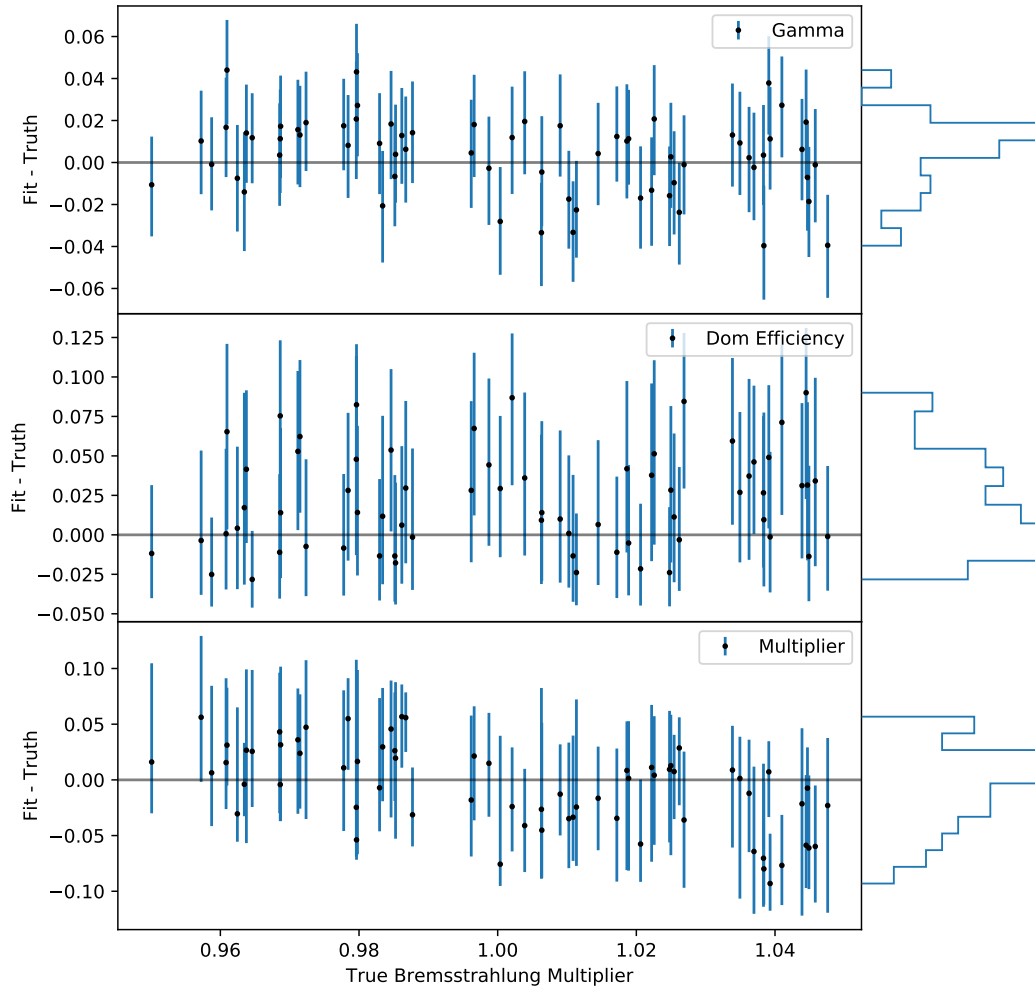 Gamma
0.06
0.04
0.02
0.00
−0.02
−0.04
−0.06
Fit - Truth
Dom Efficiency
0.125
0.100
0.075
0.050
0.025
0.000
−0.025
−0.050
Fit - Truth
Multiplier
0.10
0.05
0.00
−0.05
−0.10
Fit - Truth
0.96 0.98 1.00 1.02 1.04
True Bremsstrahlung Multiplier